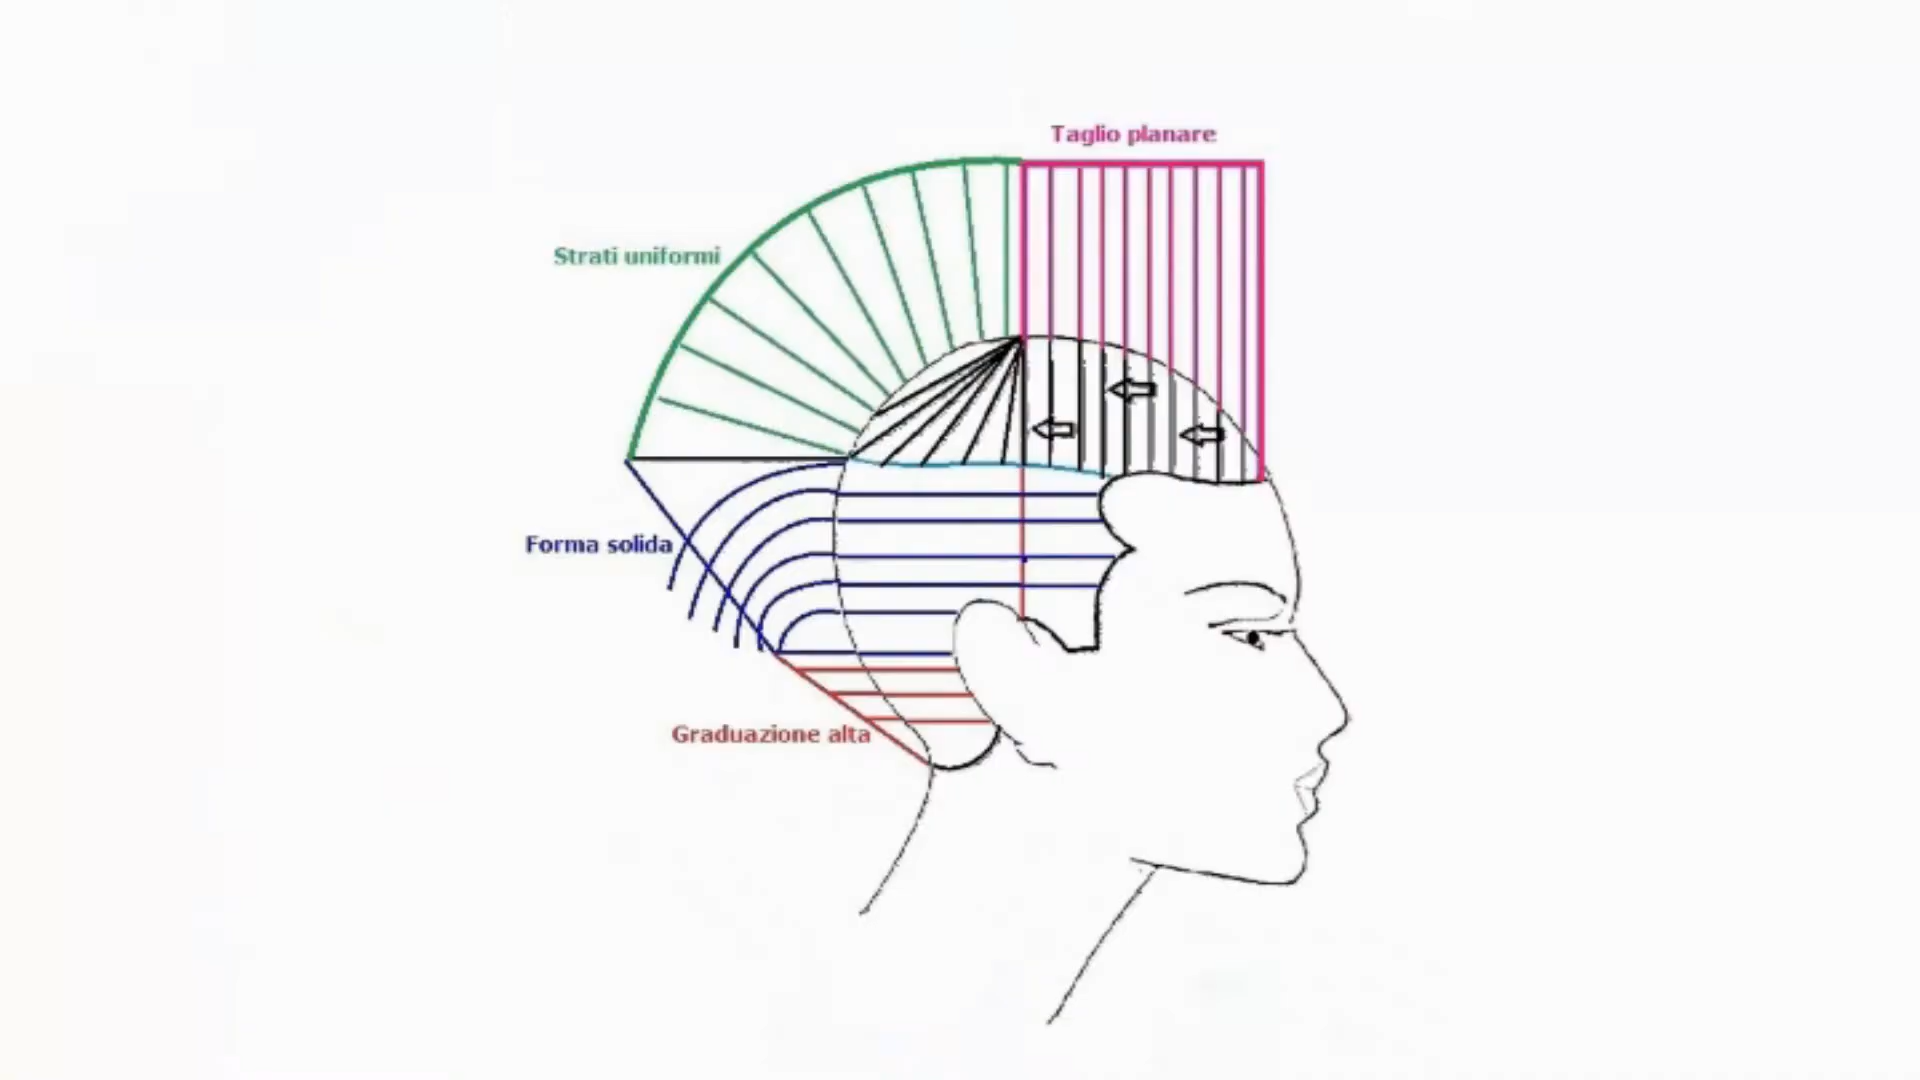 Taglio planare
Strati uniformi
Forma solida
Graduazione alta